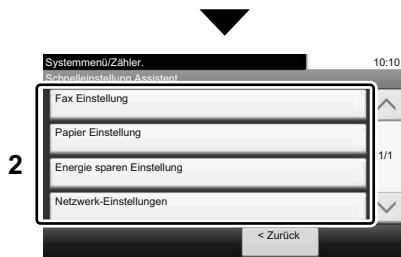 Systemmenü/Zähler. 10:10
Schnelleinstellung Assistent
Fax Einstellung
Papier Einstellung
1/1
2
Energie sparen Einstellung
Netzwerk-Einstellungen
< Zurück